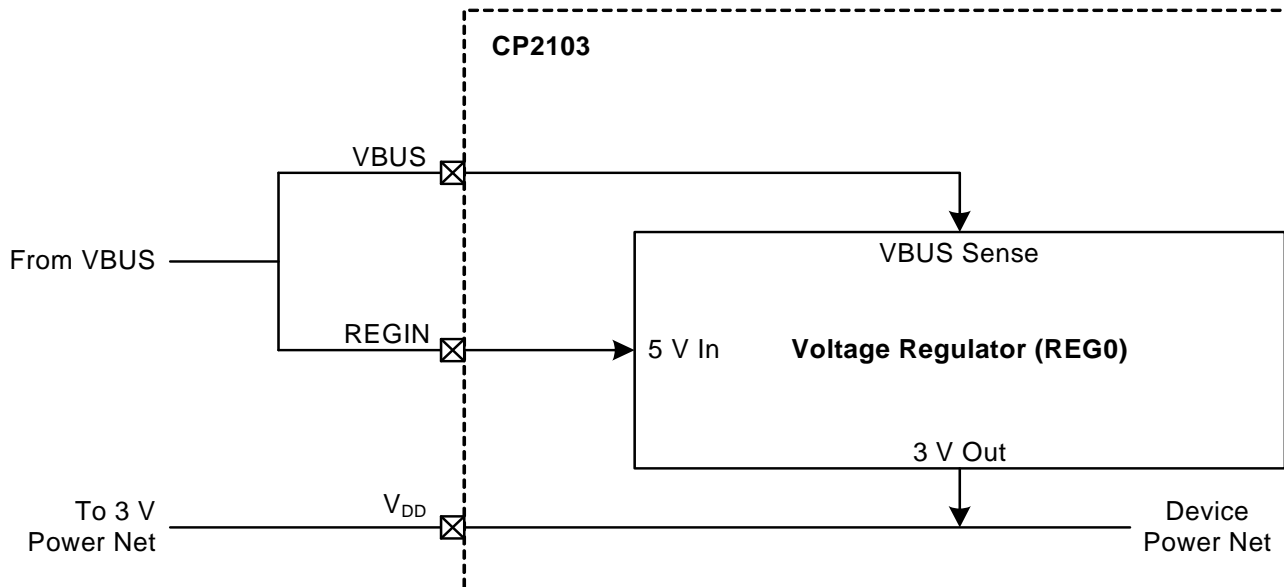 CP2103
VBUS
From VBUS
VBUS Sense
REGIN
5 V In
Voltage Regulator (REG0)
3 V Out
To 3 V
Power Net
VDD
Device
Power Net